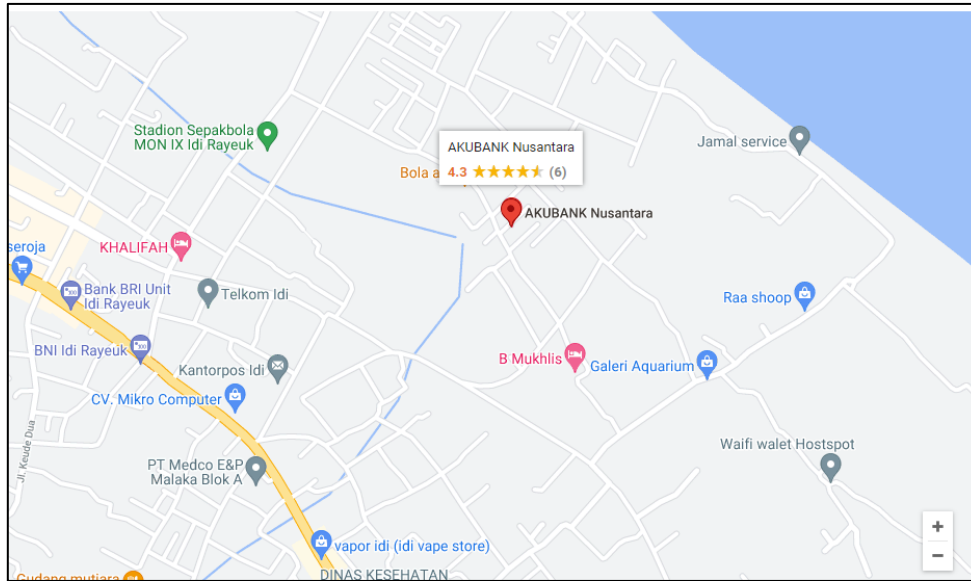 Stadion Sepakbola
MON IX Idi Rayeuk
AKUBANK Nusantara
4.3 (6)
Bola a
Jamal service
AKUBANK Nusantara
seroja
KHALIFAH
Bank BRI Unit
Idi Rayeuk
Telkom Idi
Raa shoop
BNI Idi Rayeuk
B Mukhlis
Galeri Aquarium
Kantorpos Idi
CV. Mikro Computer
Jl. Keude Dua
Waifi walet Hostspot
PT Medco E&P
Malaka Blok A
vapor idi (idi vape store)
DINAS KESEHATAN
Gudang mutiara
+
−